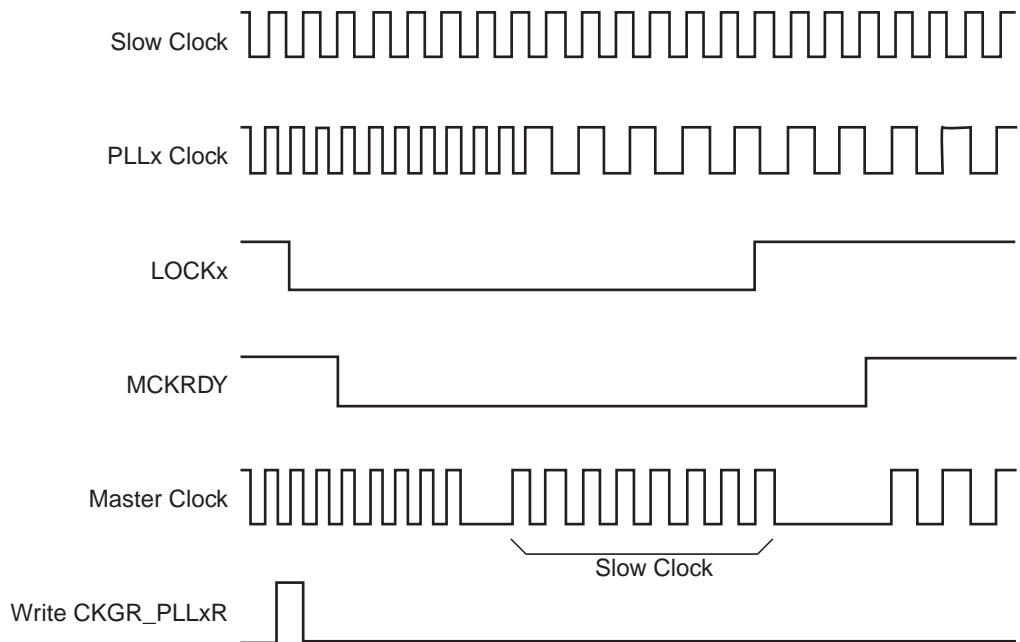 Slow Clock
PLLx Clock
LOCKx
MCKRDY
Master Clock
Slow Clock
Write CKGR_PLLxR